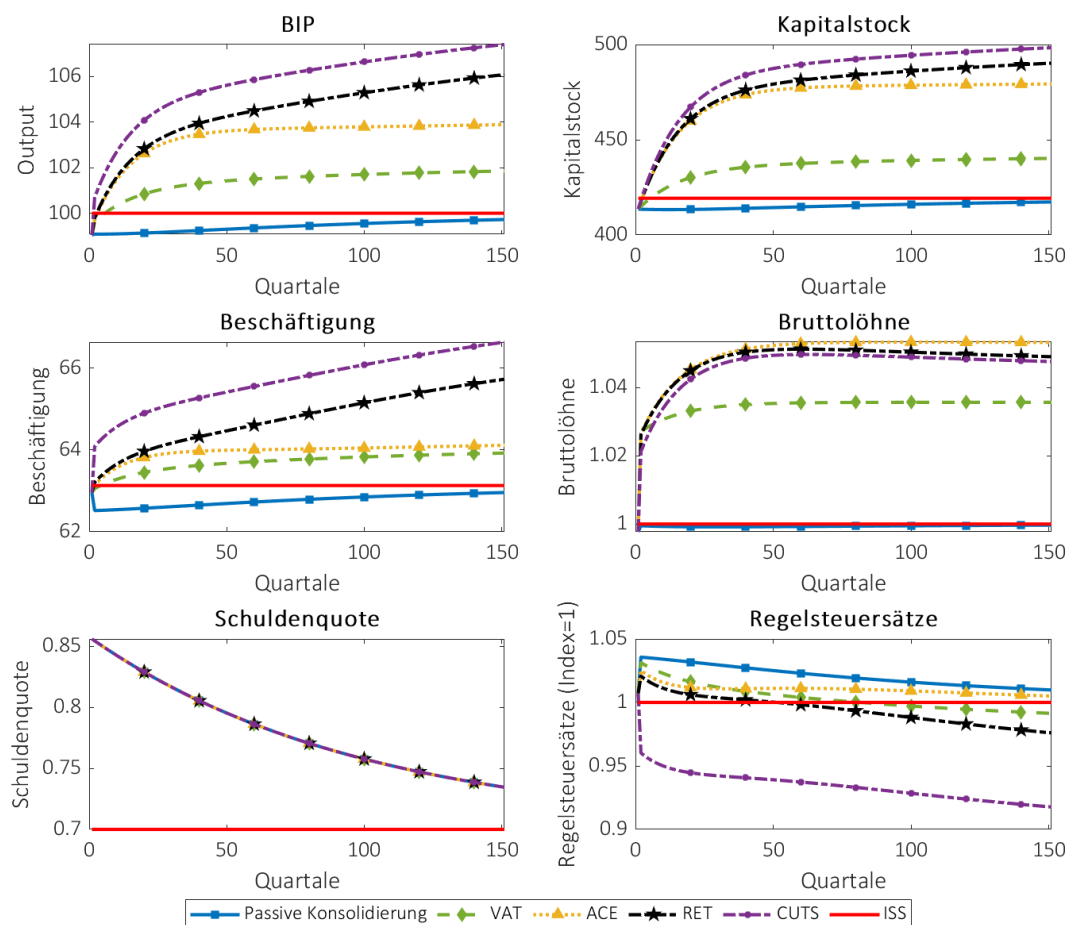 BIP
Output
106
104
102
100
0
50
100
150
Quartale
Kapitalstock
Kapitalstock
500
450
400
0
50
100
150
Quartale
Beschäftigung
Beschäftigung
66
64
62
0
50
100
150
Quartale
Bruttolöhne
Bruttolöhne
1.04
1.02
1
0
50
100
150
Quartale
Schuldenquote
Schuldenquote
0.85
0.8
0.75
0.7
0
50
100
150
Quartale
Regelsteuersätze
Regelsteuersätze (Index=1)
1.05
1
0.95
0.9
0
50
100
150
Quartale
Passive Konsolidierung VAT ACE RET CUTS ISS